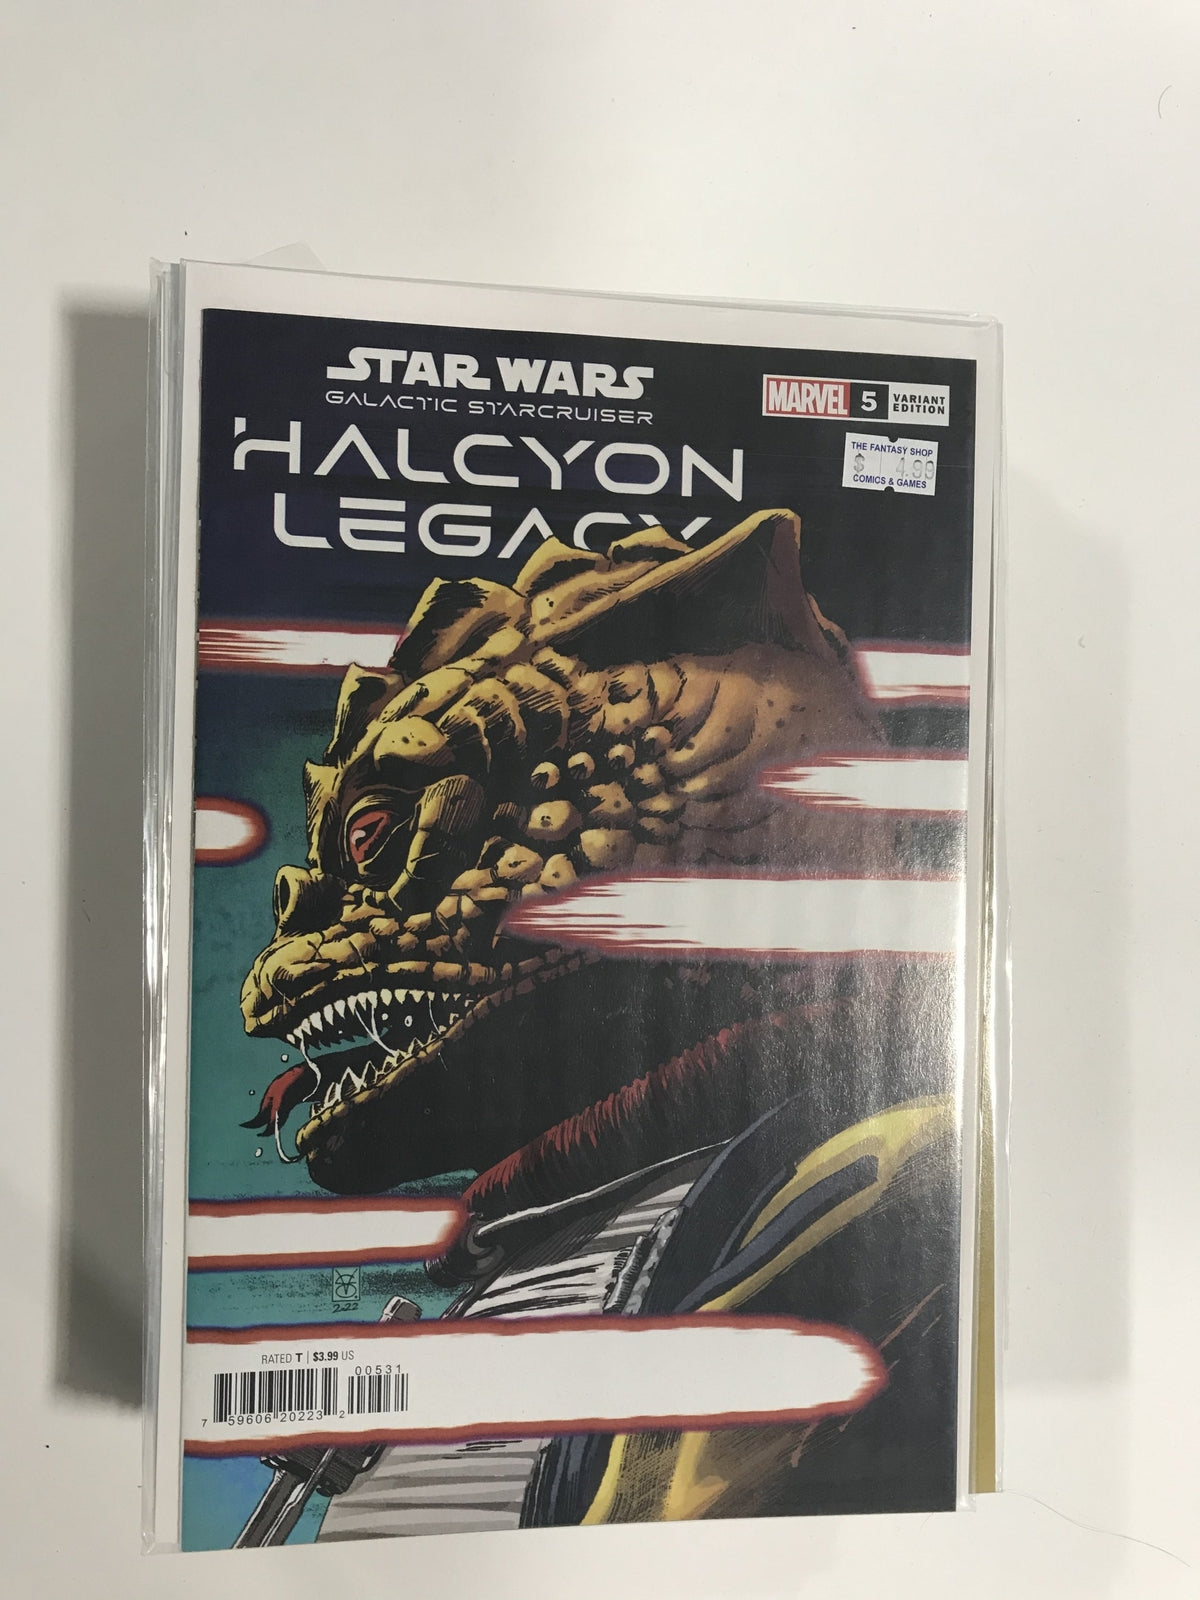 STAR WARS
GALACTIC STARCRUISER
HALCYON
LEGACY
MARVEL 5 VARIANT
EDITION
THE FANTASY SHOP
$ 4.99
COMICS & GAMES
2022
RATED T | $3.99 US
00531
7 59606 20223 2